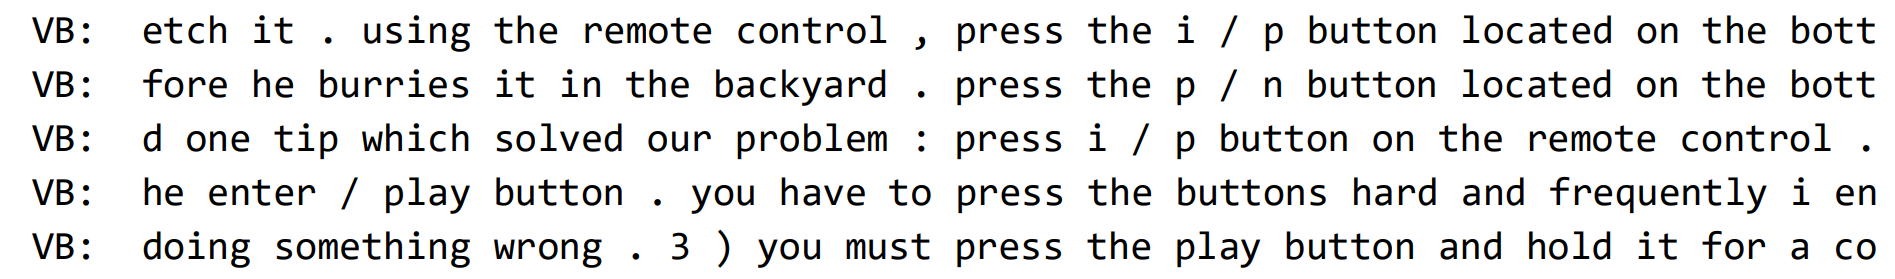 VB:  etch it . using the remote control , press the i / p button located on the bott
VB:  fore he burries it in the backyard . press the p / n button located on the bott
VB:  d one tip which solved our problem : press i / p button on the remote control .
VB:  he enter / play button . you have to press the buttons hard and frequently i en
VB:  doing something wrong . 3 ) you must press the play button and hold it for a co